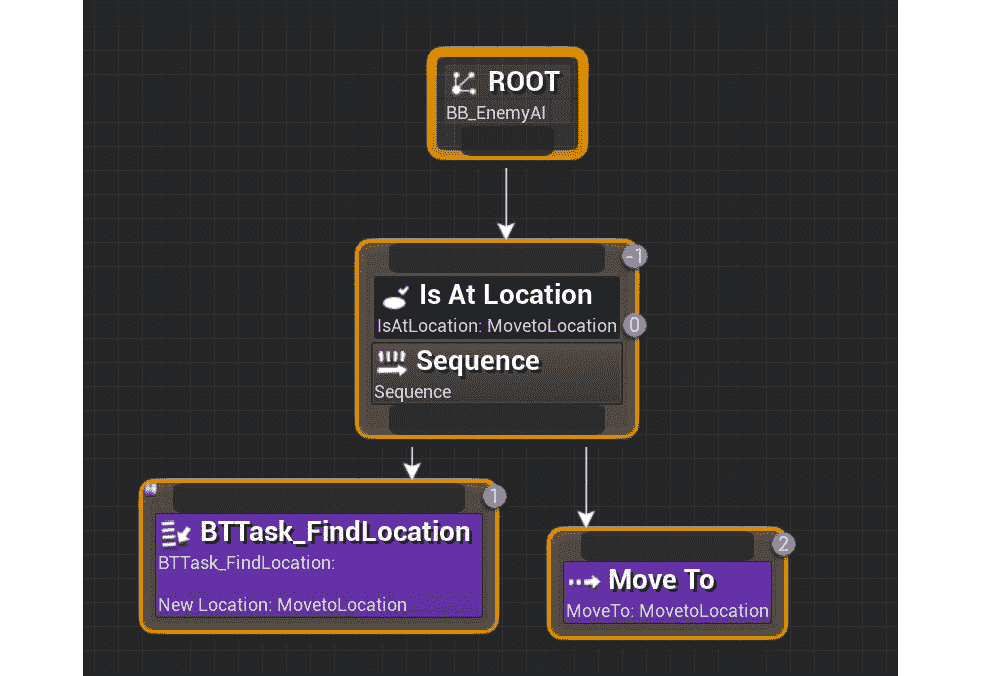 ROOT
BB_EnemyAI
-1
Is At Location
IsAtLocation: MovetoLocation
0
Sequence
Sequence
1
BTTask_FindLocation
BTTask_FindLocation:
New Location: MovetoLocation
2
Move To
MoveTo: MovetoLocation